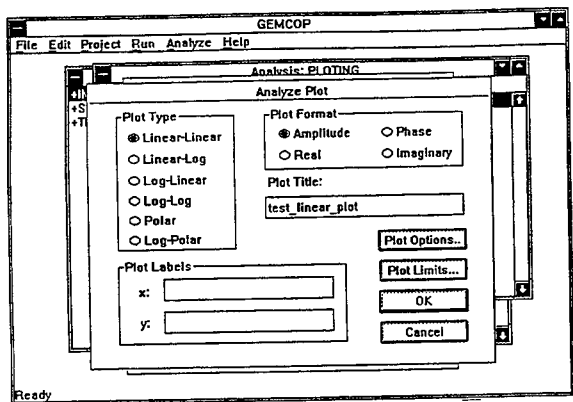 GEMCOP
File Edit Project Run Analyze Help
Analysis: PLOTING
Analyze Plot
Plot Type
Linear-Linear
Linear-Log
Log-Linear
Log-Log
Polar
Log-Polar
Plot Format
Amplitude
Phase
Real
Imaginary
Plot Title:
test_linear_plot
Plot Options..
Plot Limits...
OK
Cancel
Plot Labels
x:
y:
Ready